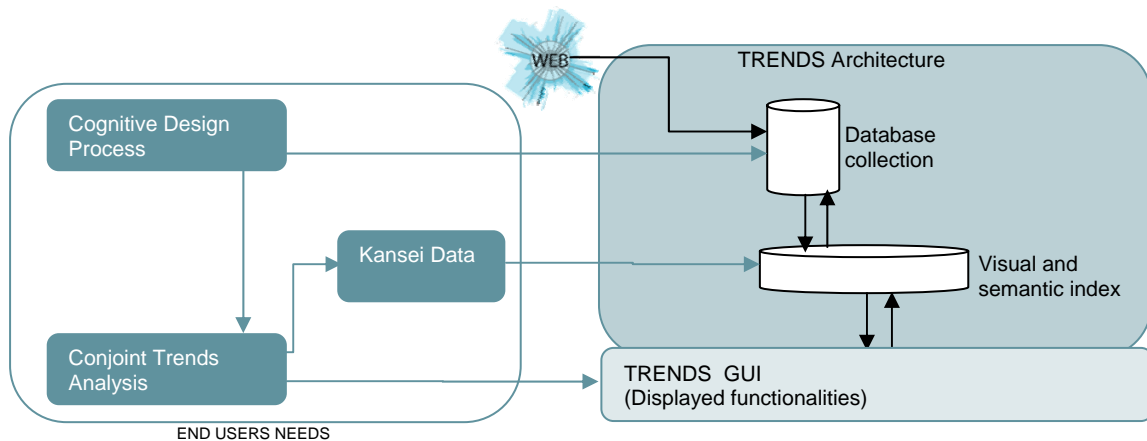 WEB
TRENDS Architecture
Cognitive Design
Process
Database
collection
Kansei Data
Visual and
semantic index
Conjoint Trends
Analysis
TRENDS GUI
(Displayed functionalities)
END USERS NEEDS